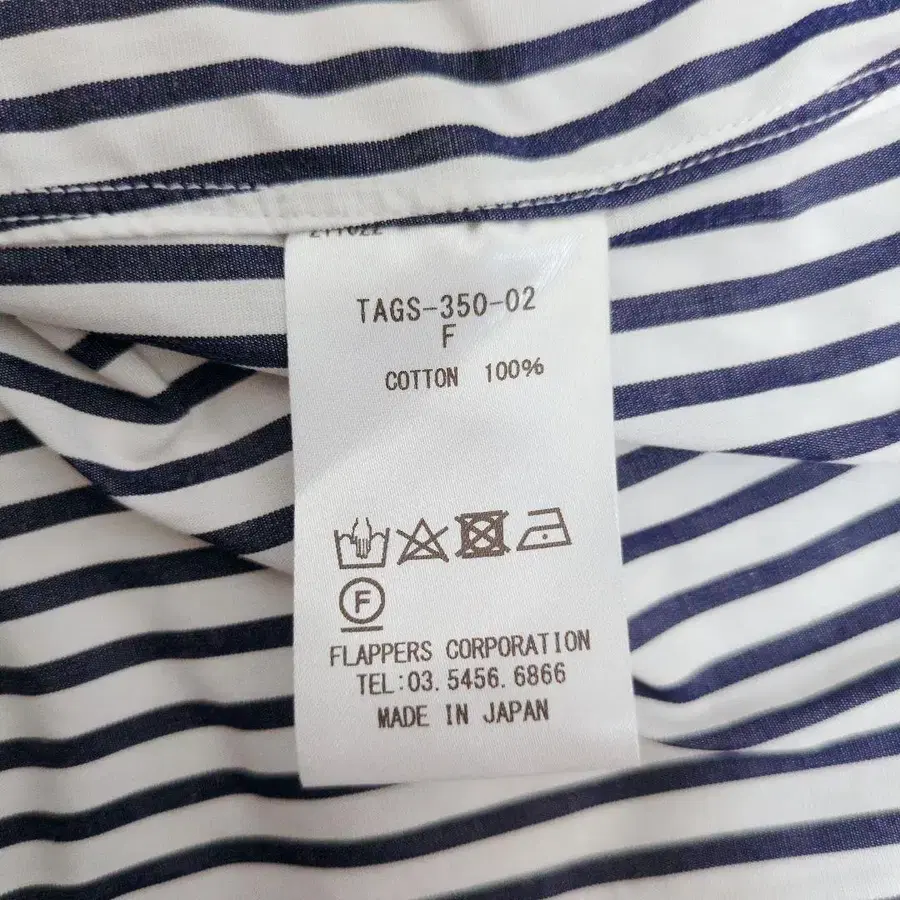 TAGS-350-02
F
COTTON 100%
F
FLAPPERS CORPORATION
TEL:03.5456.6866
MADE IN JAPAN